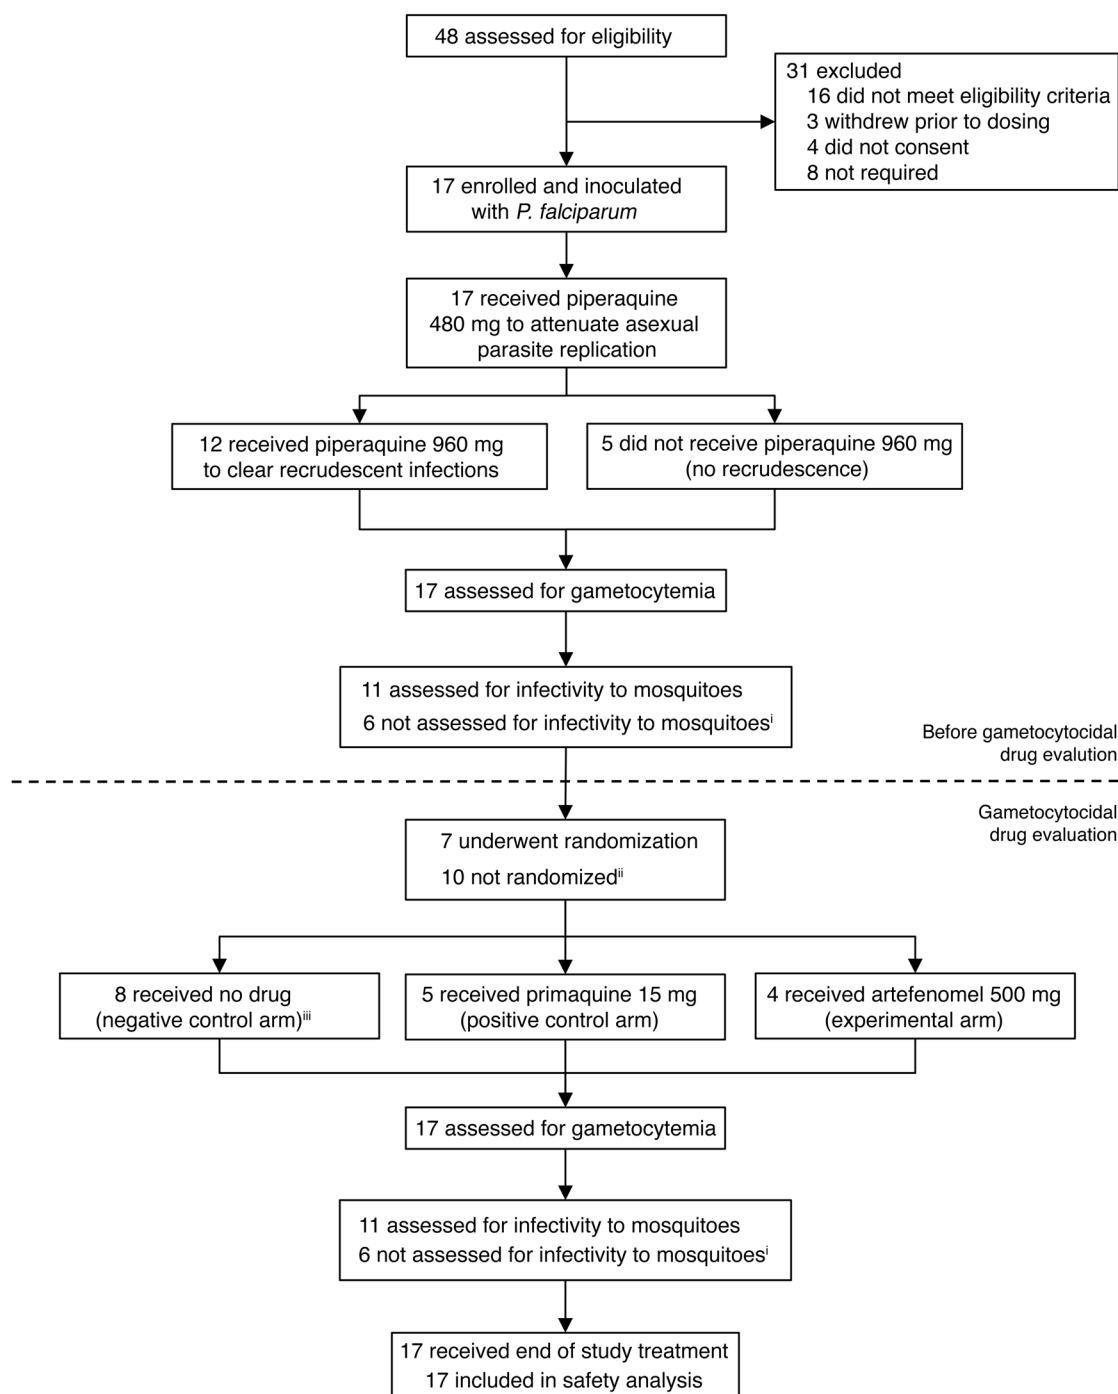 48 assessed for eligibility
31 excluded
16 did not meet eligibility criteria
3 withdrew prior to dosing
4 did not consent
8 not required
17 enrolled and inoculated
with P. falciparum
17 received piperaquine
480 mg to attenuate asexual
parasite replication
12 received piperaquine 960 mg
to clear recrudescent infections
5 did not receive piperaquine 960 mg
(no recrudescence)
17 assessed for gametocytemia
11 assessed for infectivity to mosquitoes
6 not assessed for infectivity to mosquitoesⁱ
Before gametocytocidal
drug evalution
Gametocytocidal
drug evaluation
7 underwent randomization
10 not randomizedⁱⁱ
8 received no drug
(negative control arm)ⁱⁱⁱ
5 received primaquine 15 mg
(positive control arm)
4 received artefenomel 500 mg
(experimental arm)
17 assessed for gametocytemia
11 assessed for infectivity to mosquitoes
6 not assessed for infectivity to mosquitoesⁱ
17 received end of study treatment
17 included in safety analysis